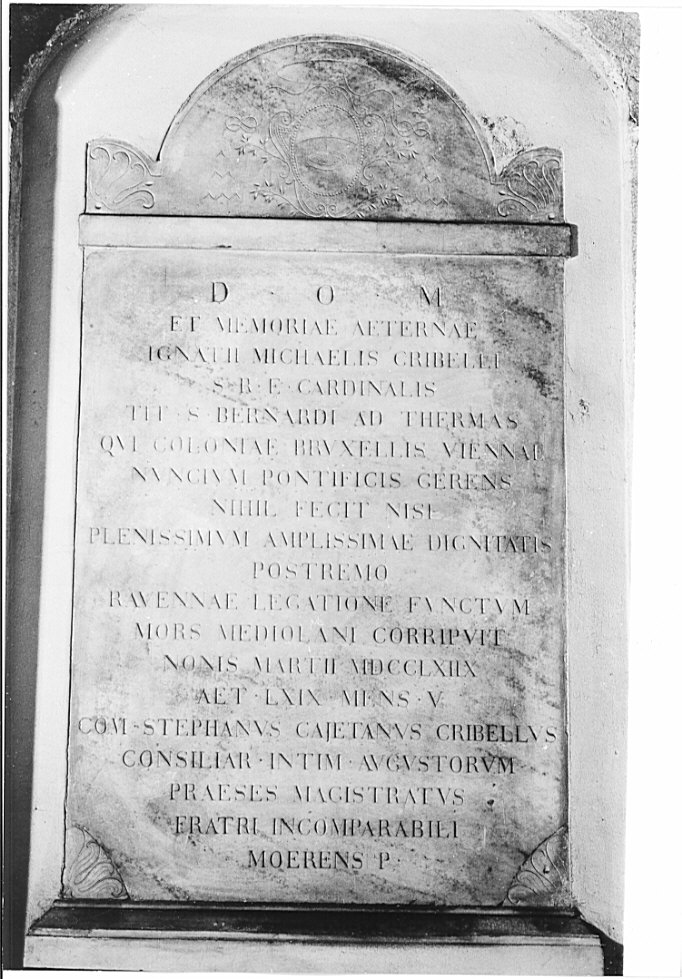 D · O · M
ET MEMORIAE AETERNAE
IGNATII MICHAELIS CRIBELLI
S·R·E·CARDINALIS
TIT·S BERNARDI AD THERMAS
QVI COLONIAE BRVXELLIS VIENNAE
NVNCIVM PONTIFICIS GERENS
NIHIL FECIT NISI
PLENISSIMVM AMPLISSIMAE DIGNITATIS
POSTREMO
RAVENNAE LEGATIONE FVNCTVM
MORS MEDIOLANI CORRIPVIT
NONIS MARTII MDCCLXIIX
AET·LXIX MENS·V
COM·STEPHANVS CAJETANVS CRIBELLVS
CONSILIAR·INTIM·AVGVSTORVM
PRAESES MAGISTRATVS
FRATRI INCOMPARABILI
MOERENS P·